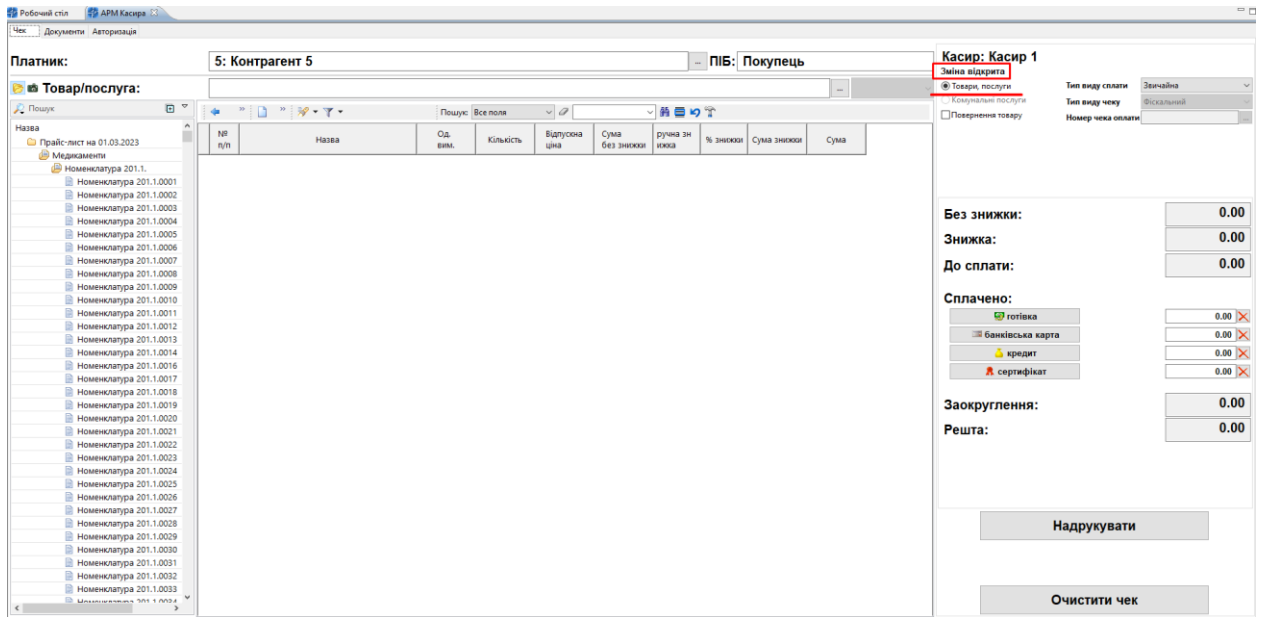 Робочий стіл АРМ Касира
Чек Документи Авторизація
Платник: 5: Контрагент 5 ... ПІБ: Покупець
Товар/послуга: ...
Пошук
Назва
Прайс-лист на 01.03.2023
Медикаменти
Номенклатура 201.1.
Номенклатура 201.1.0001
Номенклатура 201.1.0002
Номенклатура 201.1.0003
Номенклатура 201.1.0004
Номенклатура 201.1.0005
Номенклатура 201.1.0006
Номенклатура 201.1.0007
Номенклатура 201.1.0008
Номенклатура 201.1.0009
Номенклатура 201.1.0010
Номенклатура 201.1.0011
Номенклатура 201.1.0012
Номенклатура 201.1.0013
Номенклатура 201.1.0014
Номенклатура 201.1.0016
Номенклатура 201.1.0017
Номенклатура 201.1.0018
Номенклатура 201.1.0019
Номенклатура 201.1.0020
Номенклатура 201.1.0021
Номенклатура 201.1.0022
Номенклатура 201.1.0023
Номенклатура 201.1.0024
Номенклатура 201.1.0025
Номенклатура 201.1.0026
Номенклатура 201.1.0027
Номенклатура 201.1.0028
Номенклатура 201.1.0029
Номенклатура 201.1.0030
Номенклатура 201.1.0031
Номенклатура 201.1.0032
Номенклатура 201.1.0033
Номенклатура 201.1.0034
Пошук: Все поля
№ п/п Назва Од. вим. Кількість Відпускна ціна Сума без знижки ручна знижка % знижки Сума знижки Сума
Касир: Касир 1
Зміна відкрита
Товари, послуги Тип виду сплати Звичайна
Комунальні послуги Тип виду чеку Фіскальний
Повернення товару Номер чека оплати ...
Без знижки: 0.00
Знижка: 0.00
До сплати: 0.00
Сплачено:
готівка 0.00
банківська карта 0.00
кредит 0.00
сертифікат 0.00
Заокруглення: 0.00
Решта: 0.00
Надрукувати
Очистити чек